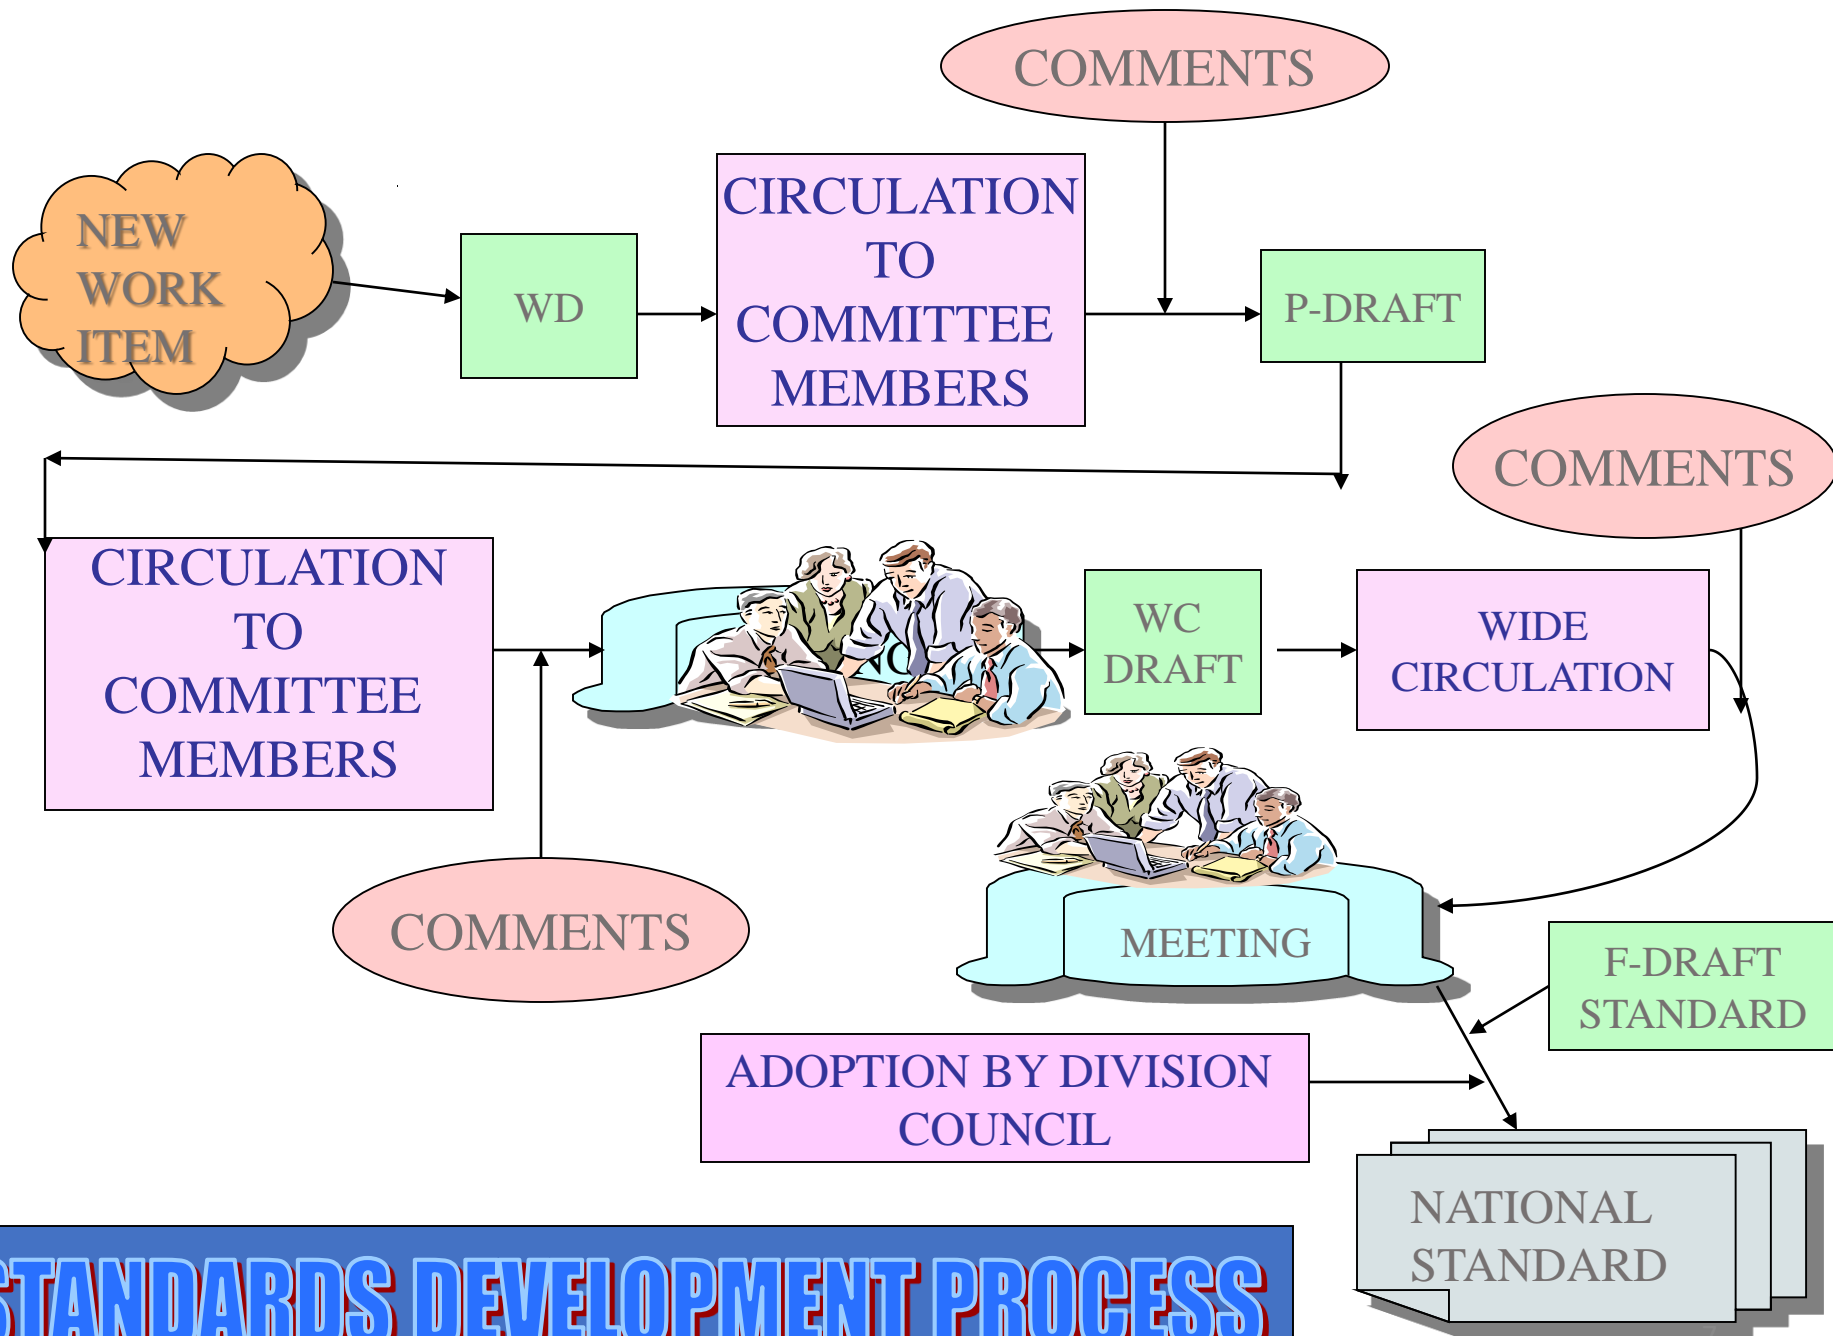 COMMENTS
NEW
WORK
ITEM
WD
CIRCULATION
TO
COMMITTEE
MEMBERS
P-DRAFT
COMMENTS
CIRCULATION
TO
COMMITTEE
MEMBERS
WC
DRAFT
WIDE
CIRCULATION
COMMENTS
MEETING
F-DRAFT
STANDARD
ADOPTION BY DIVISION
COUNCIL
NATIONAL
STANDARD
STANDARDS DEVELOPMENT PROCESS